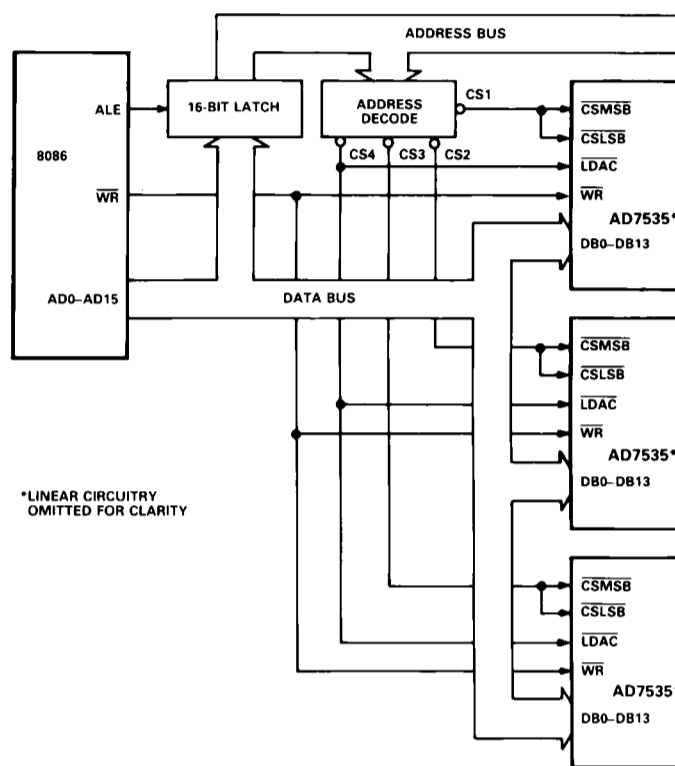 ADDRESS BUS
8086
ALE
16-BIT LATCH
ADDRESS
DECODE
CS1
CS4
CS3
CS2
WR
AD0–AD15
DATA BUS
CSMSB
CSLSB
LDAC
WR
AD7535*
DB0–DB13
CSMSB
CSLSB
LDAC
WR
AD7535*
DB0–DB13
CSMSB
CSLSB
LDAC
WR
AD7535*
DB0–DB13
*LINEAR CIRCUITRY
OMITTED FOR CLARITY